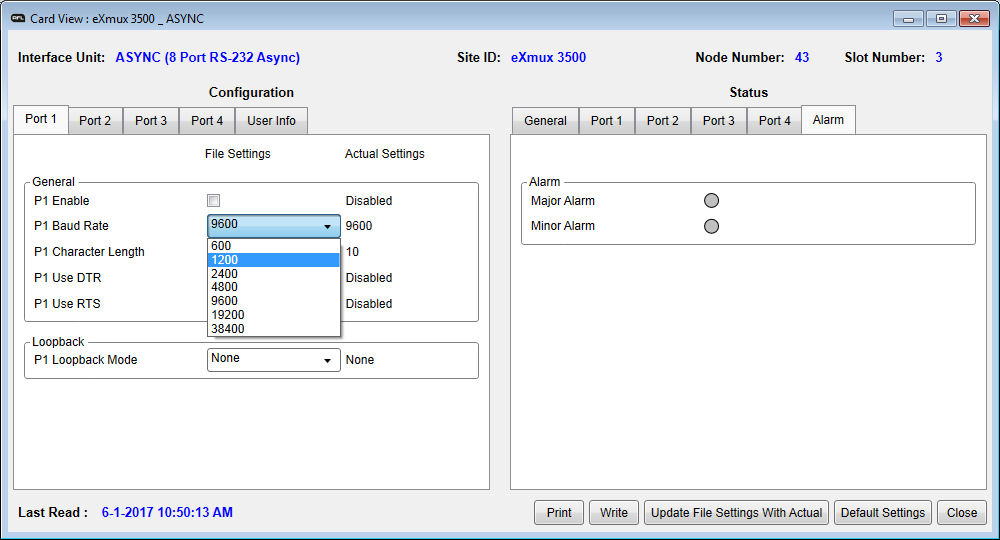 AFL Card View : eXmux 3500 _ ASYNC
Interface Unit: ASYNC (8 Port RS-232 Async) Site ID: eXmux 3500 Node Number: 43 Slot Number: 3
Configuration
Status
Port 1 Port 2 Port 3 Port 4 User Info
General Port 1 Port 2 Port 3 Port 4 Alarm
File Settings Actual Settings
General
P1 Enable Disabled
P1 Baud Rate 9600 9600
600
1200
2400
4800
9600
19200
38400
P1 Character Length 10
P1 Use DTR Disabled
P1 Use RTS Disabled
Loopback
P1 Loopback Mode None None
Alarm
Major Alarm
Minor Alarm
Last Read : 6-1-2017 10:50:13 AM
Print Write Update File Settings With Actual Default Settings Close